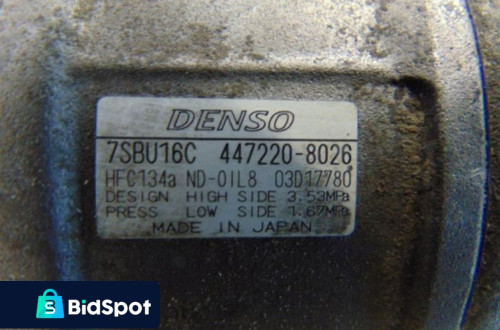 DENSO
7SBU16C 447220-8026
HFC134a ND-OIL8 03D17780
DESIGN HIGH SIDE 3.53MPa
PRESS LOW SIDE 1.67MPa
MADE IN JAPAN
S BidSpot